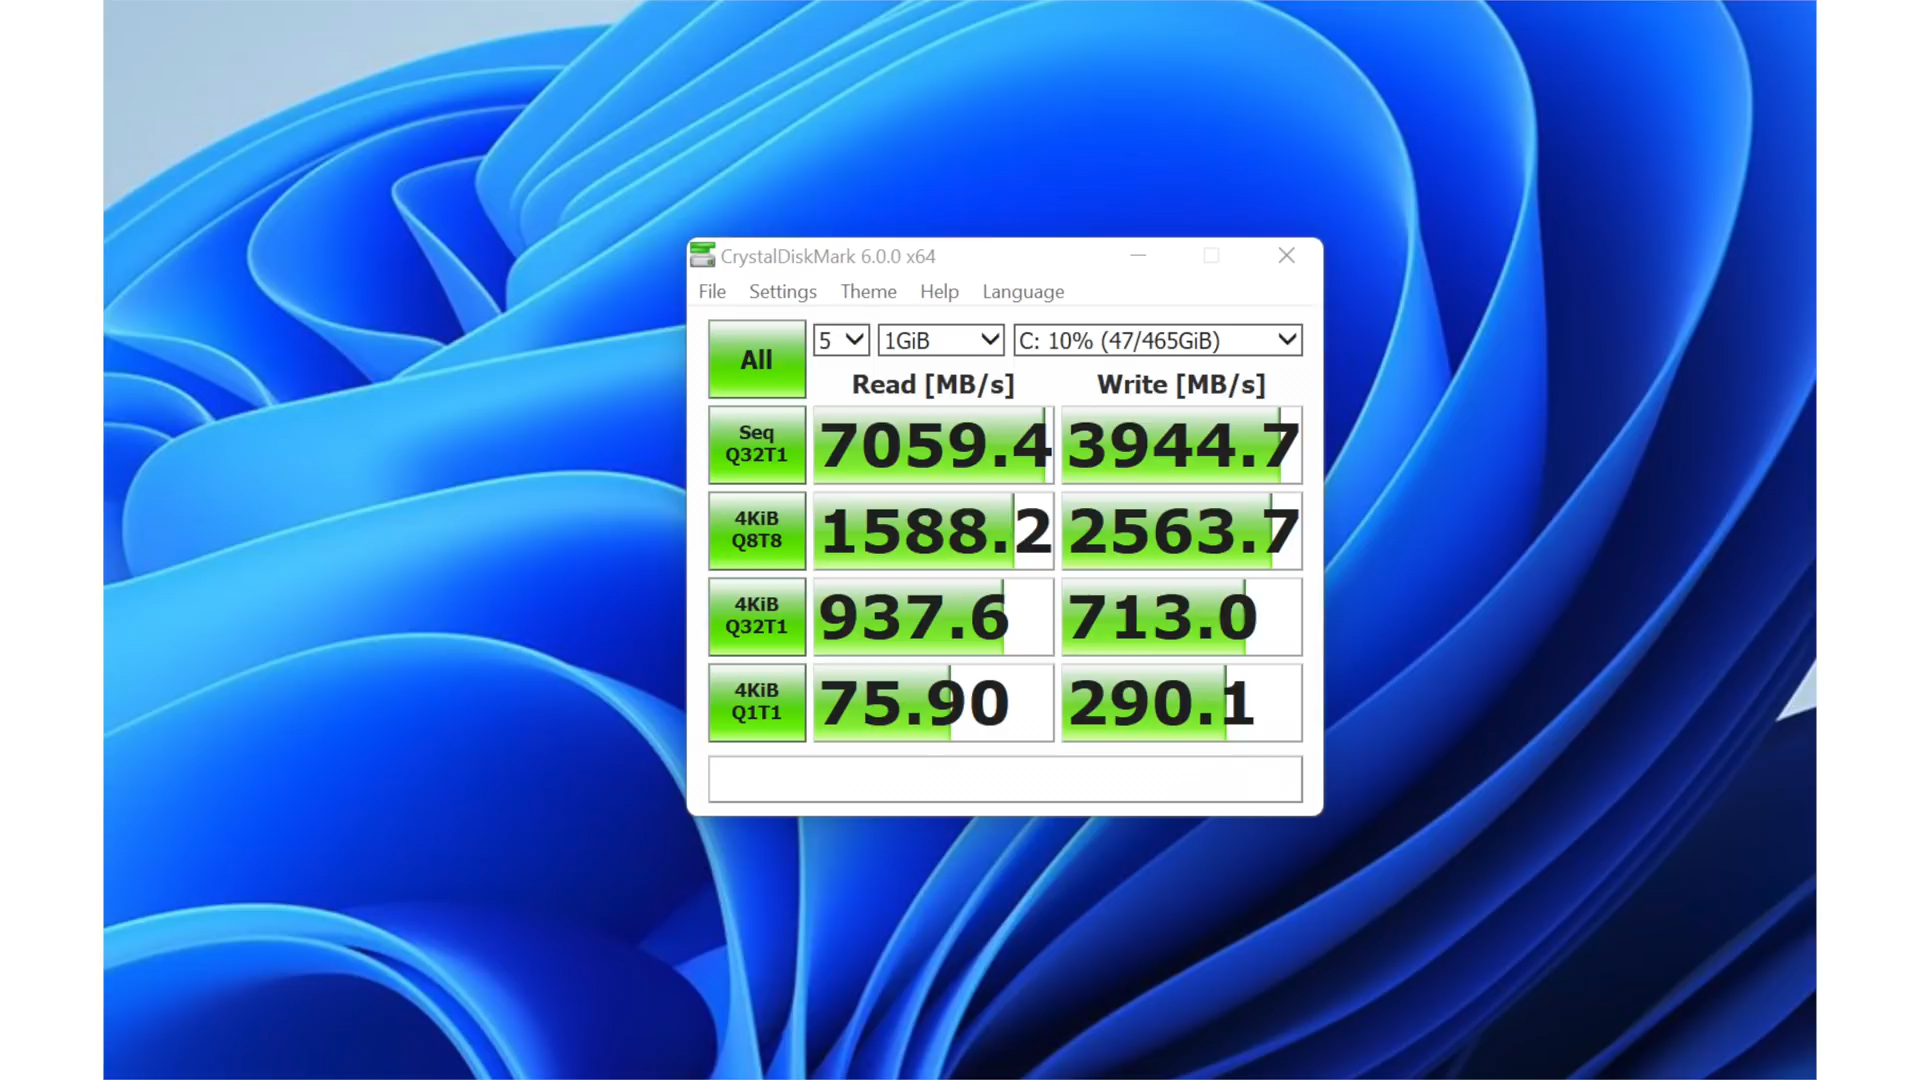 CrystalDiskMark 6.0.0 x64
File Settings Theme Help Language
All 5 1GiB C: 10% (47/465GiB)
Read [MB/s] Write [MB/s]
Seq
Q32T1 7059.4 3944.7
4KiB
Q8T8 1588.2 2563.7
4KiB
Q32T1 937.6 713.0
4KiB
Q1T1 75.90 290.1